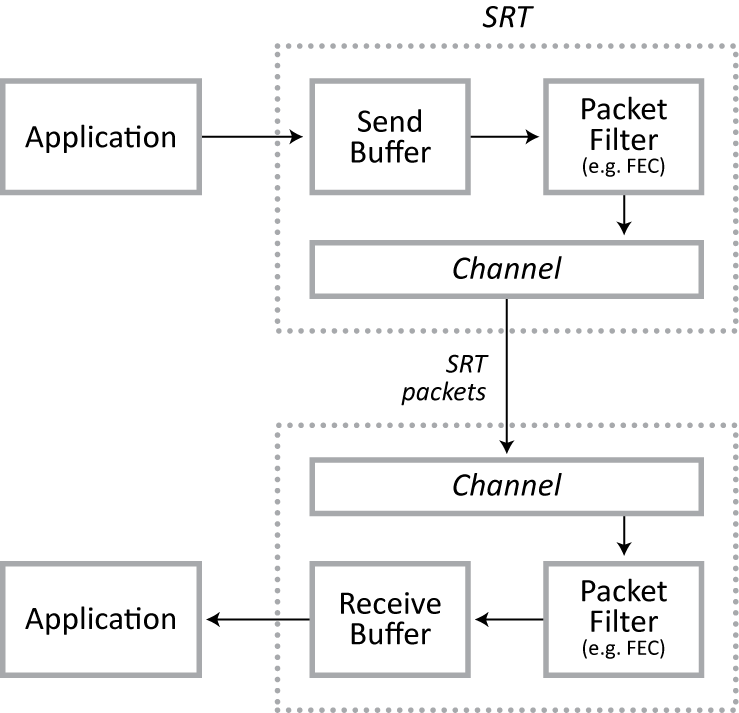 SRT
Application
Send
Buffer
Packet
Filter
(e.g. FEC)
Channel
SRT
packets
Channel
Application
Receive
Buffer
Packet
Filter
(e.g. FEC)